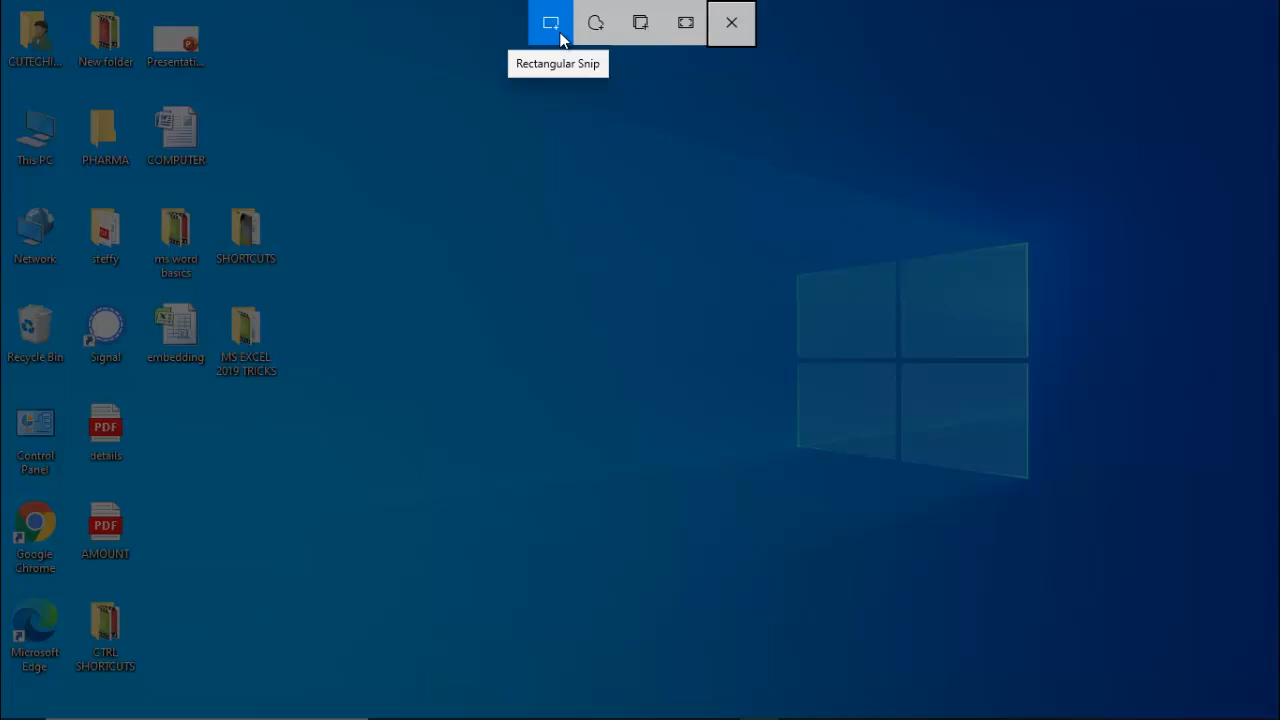 Rectangular Snip
CUTECHI...
New folder
Presentati...
This PC
PHARMA
COMPUTER
Network
steffy
ms word
basics
SHORTCUTS
Recycle Bin
Signal
embedding
MS EXCEL
2019 TRICKS
Control
Panel
PDF
details
Google
Chrome
PDF
AMOUNT
Microsoft
Edge
CTRL
SHORTCUTS